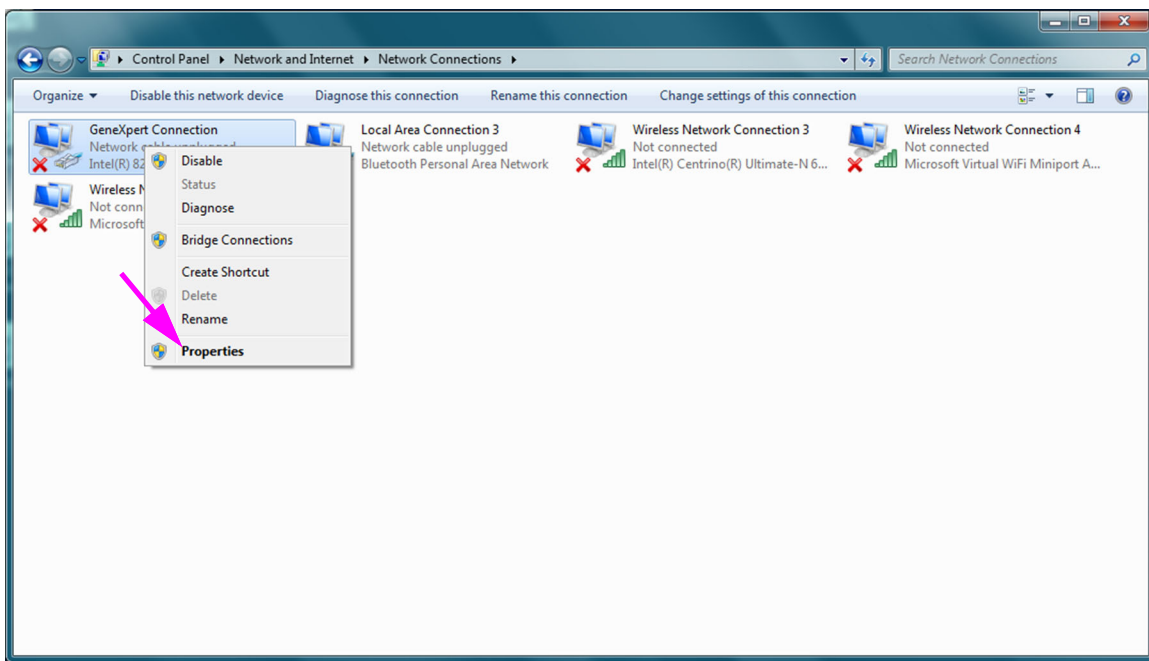 Control Panel ▸ Network and Internet ▸ Network Connections ▸
Search Network Connections
Organize ▾ Disable this network device Diagnose this connection Rename this connection Change settings of this connection
GeneXpert Connection
Network unplugged
Intel(R) 82
Local Area Connection 3
Network cable unplugged
Bluetooth Personal Area Network
Wireless Network Connection 3
Not connected
Intel(R) Centrino(R) Ultimate-N 6...
Wireless Network Connection 4
Not connected
Microsoft Virtual WiFi Miniport A...
Wireless N
Not conn
Microsoft
Disable
Status
Diagnose
Bridge Connections
Create Shortcut
Delete
Rename
Properties